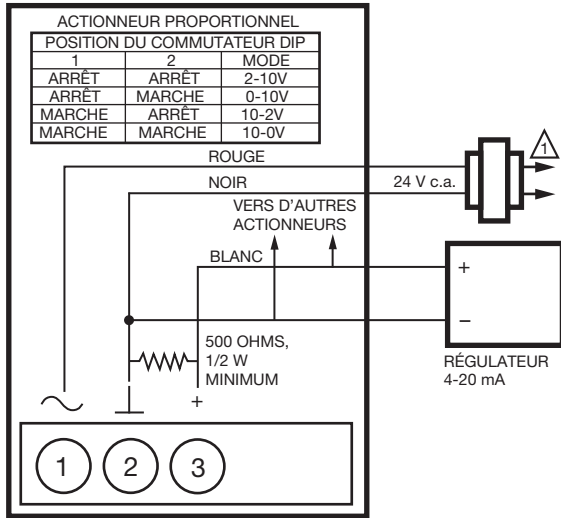 ACTIONNEUR PROPORTIONNEL
POSITION DU COMMUTATEUR DIP
1 2 MODE
ARRÊT ARRÊT 2-10V
ARRÊT MARCHE 0-10V
MARCHE ARRÊT 10-2V
MARCHE MARCHE 10-0V
ROUGE
1
NOIR
24 V c.a.
VERS D'AUTRES
ACTIONNEURS
BLANC
+
–
500 OHMS,
1/2 W
MINIMUM
RÉGULATEUR
4-20 mA
+
1 2 3